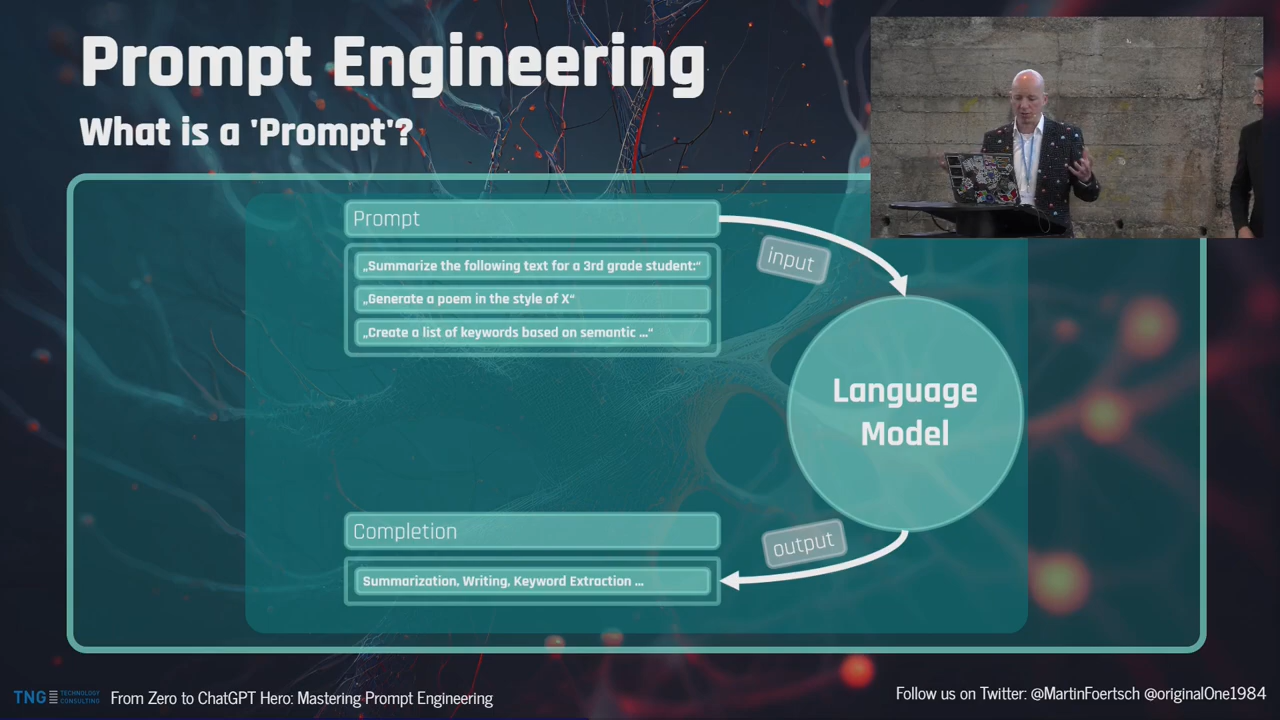 Prompt Engineering
What is a 'Prompt'?
Prompt
„Summarize the following text for a 3rd grade student:“
„Generate a poem in the style of X“
„Create a list of keywords based on semantic ...“
input
Language
Model
output
Completion
Summarization, Writing, Keyword Extraction ...
TNG TECHNOLOGY
CONSULTING
From Zero to ChatGPT Hero: Mastering Prompt Engineering
Follow us on Twitter: @MartinFoertsch @originalOne1984